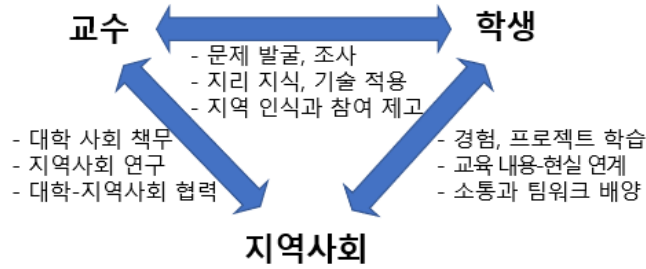 교수
학생
- 문제 발굴, 조사
- 지리 지식, 기술 적용
- 지역 인식과 참여 제고
- 대학 사회 책무
- 지역사회 연구
- 대학-지역사회 협력
- 경험, 프로젝트 학습
- 교육 내용-현실 연계
- 소통과 팀워크 배양
지역사회